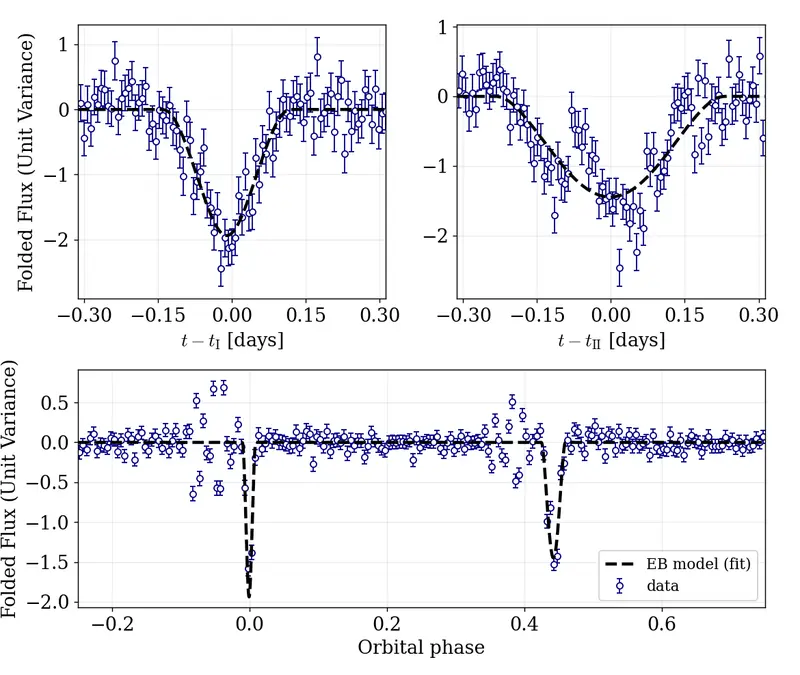 Folded Flux (Unit Variance)
1
0
−1
−2
−0.30 −0.15 0.00 0.15 0.30
t − tI [days]
1
0
−1
−2
−0.30 −0.15 0.00 0.15 0.30
t − tII [days]
Folded Flux (Unit Variance)
0.5
0.0
−0.5
−1.0
−1.5
−2.0
EB model (fit)
data
−0.2 0.0 0.2 0.4 0.6
Orbital phase